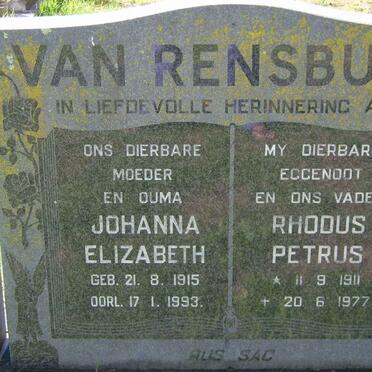 VAN RENSBU
IN LIEFDEVOLLE HERINNERING A
ONS DIERBARE
MOEDER
EN OUMA
JOHANNA
ELIZABETH
GEB. 21. 8. 1915
OORL. 17 1. 1993.
MY DIERBAR
EGGENOOT
EN ONS VADE
RHODUS
PETRUS
* 11 9 1911
+ 20 6 1977
RUS SAG